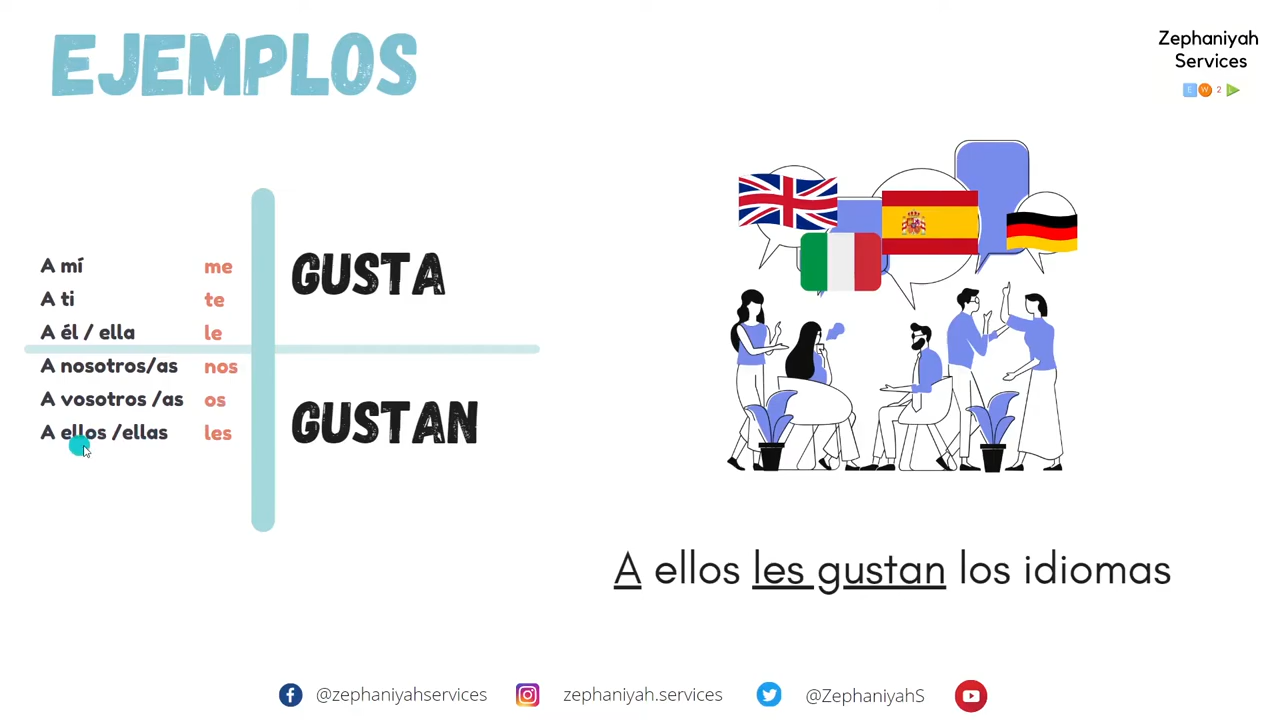 EJEMPLOS
Zephaniyah
Services
E W 2
A mí me
A ti te
A él / ella le
A nosotros/as nos
A vosotros /as os
A ellos /ellas les
GUSTA
GUSTAN
A ellos les gustan los idiomas
@zephaniyahservices
zephaniyah.services
@ZephaniyahS